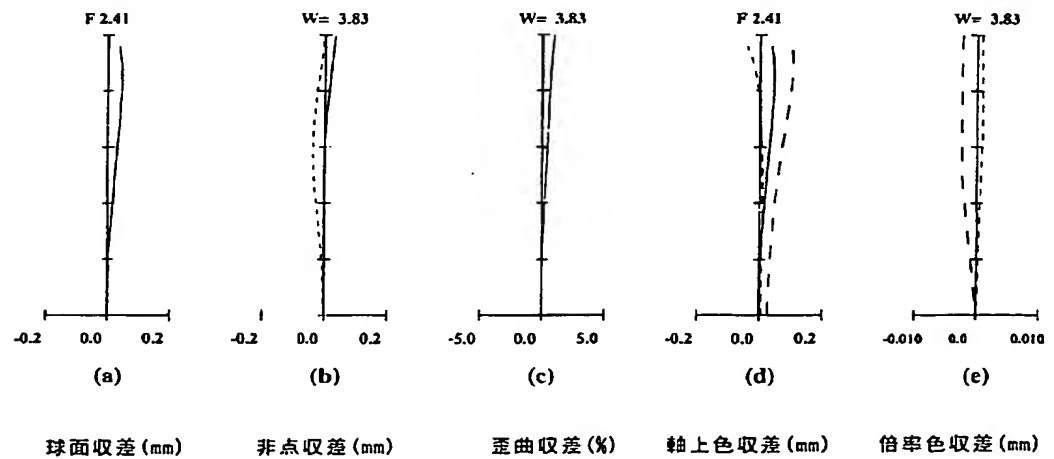 F 2.41 W= 3.83 W= 3.83 F 2.41 W= 3.83
-0.2 0.0 0.2 -0.2 0.0 0.2 -5.0 0.0 5.0 -0.2 0.0 0.2 -0.010 0.0 0.010
(a) (b) (c) (d) (e)
球面収差(mm) 非点収差(mm) 歪曲収差(%) 軸上色収差(mm) 倍率色収差(mm)